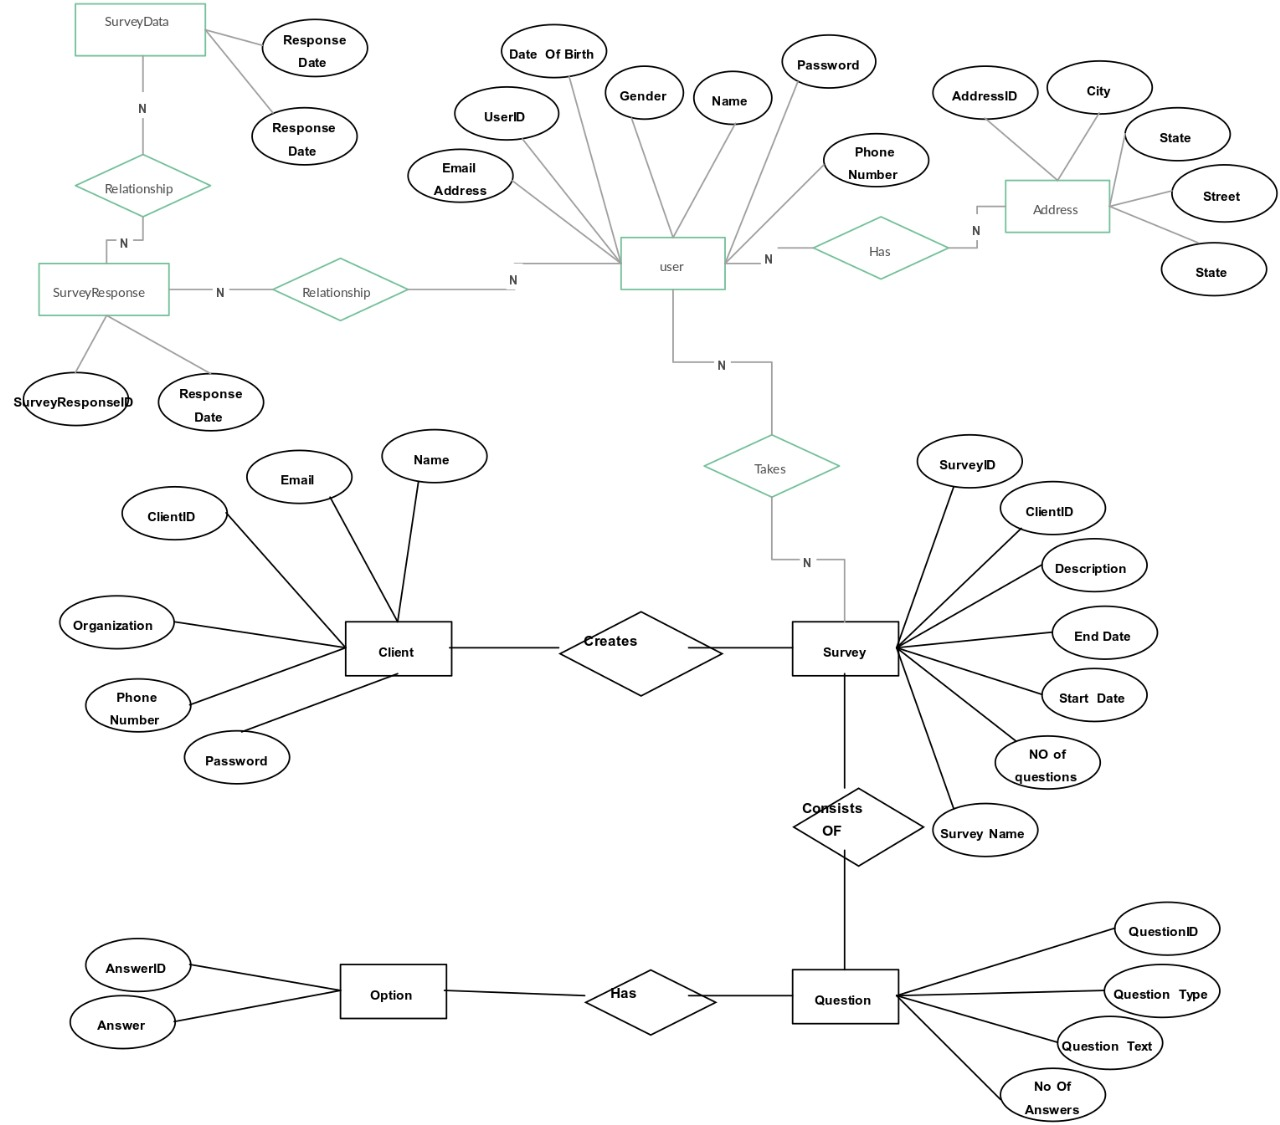 SurveyData
Response
Date
Response
Date
N
Relationship
N
SurveyResponse
N
Relationship
N
SurveyResponseID
Response
Date
Date Of Birth
UserID
Email
Address
Gender
Name
Password
Phone
Number
user
N
Has
N
AddressID
City
State
Street
State
Address
N
Takes
N
Name
Email
ClientID
Organization
Phone
Number
Password
Client
Creates
Survey
SurveyID
ClientID
Description
End Date
Start Date
NO of
questions
Survey Name
Consists
OF
AnswerID
Answer
Option
Has
Question
QuestionID
Question Type
Question Text
No Of
Answers